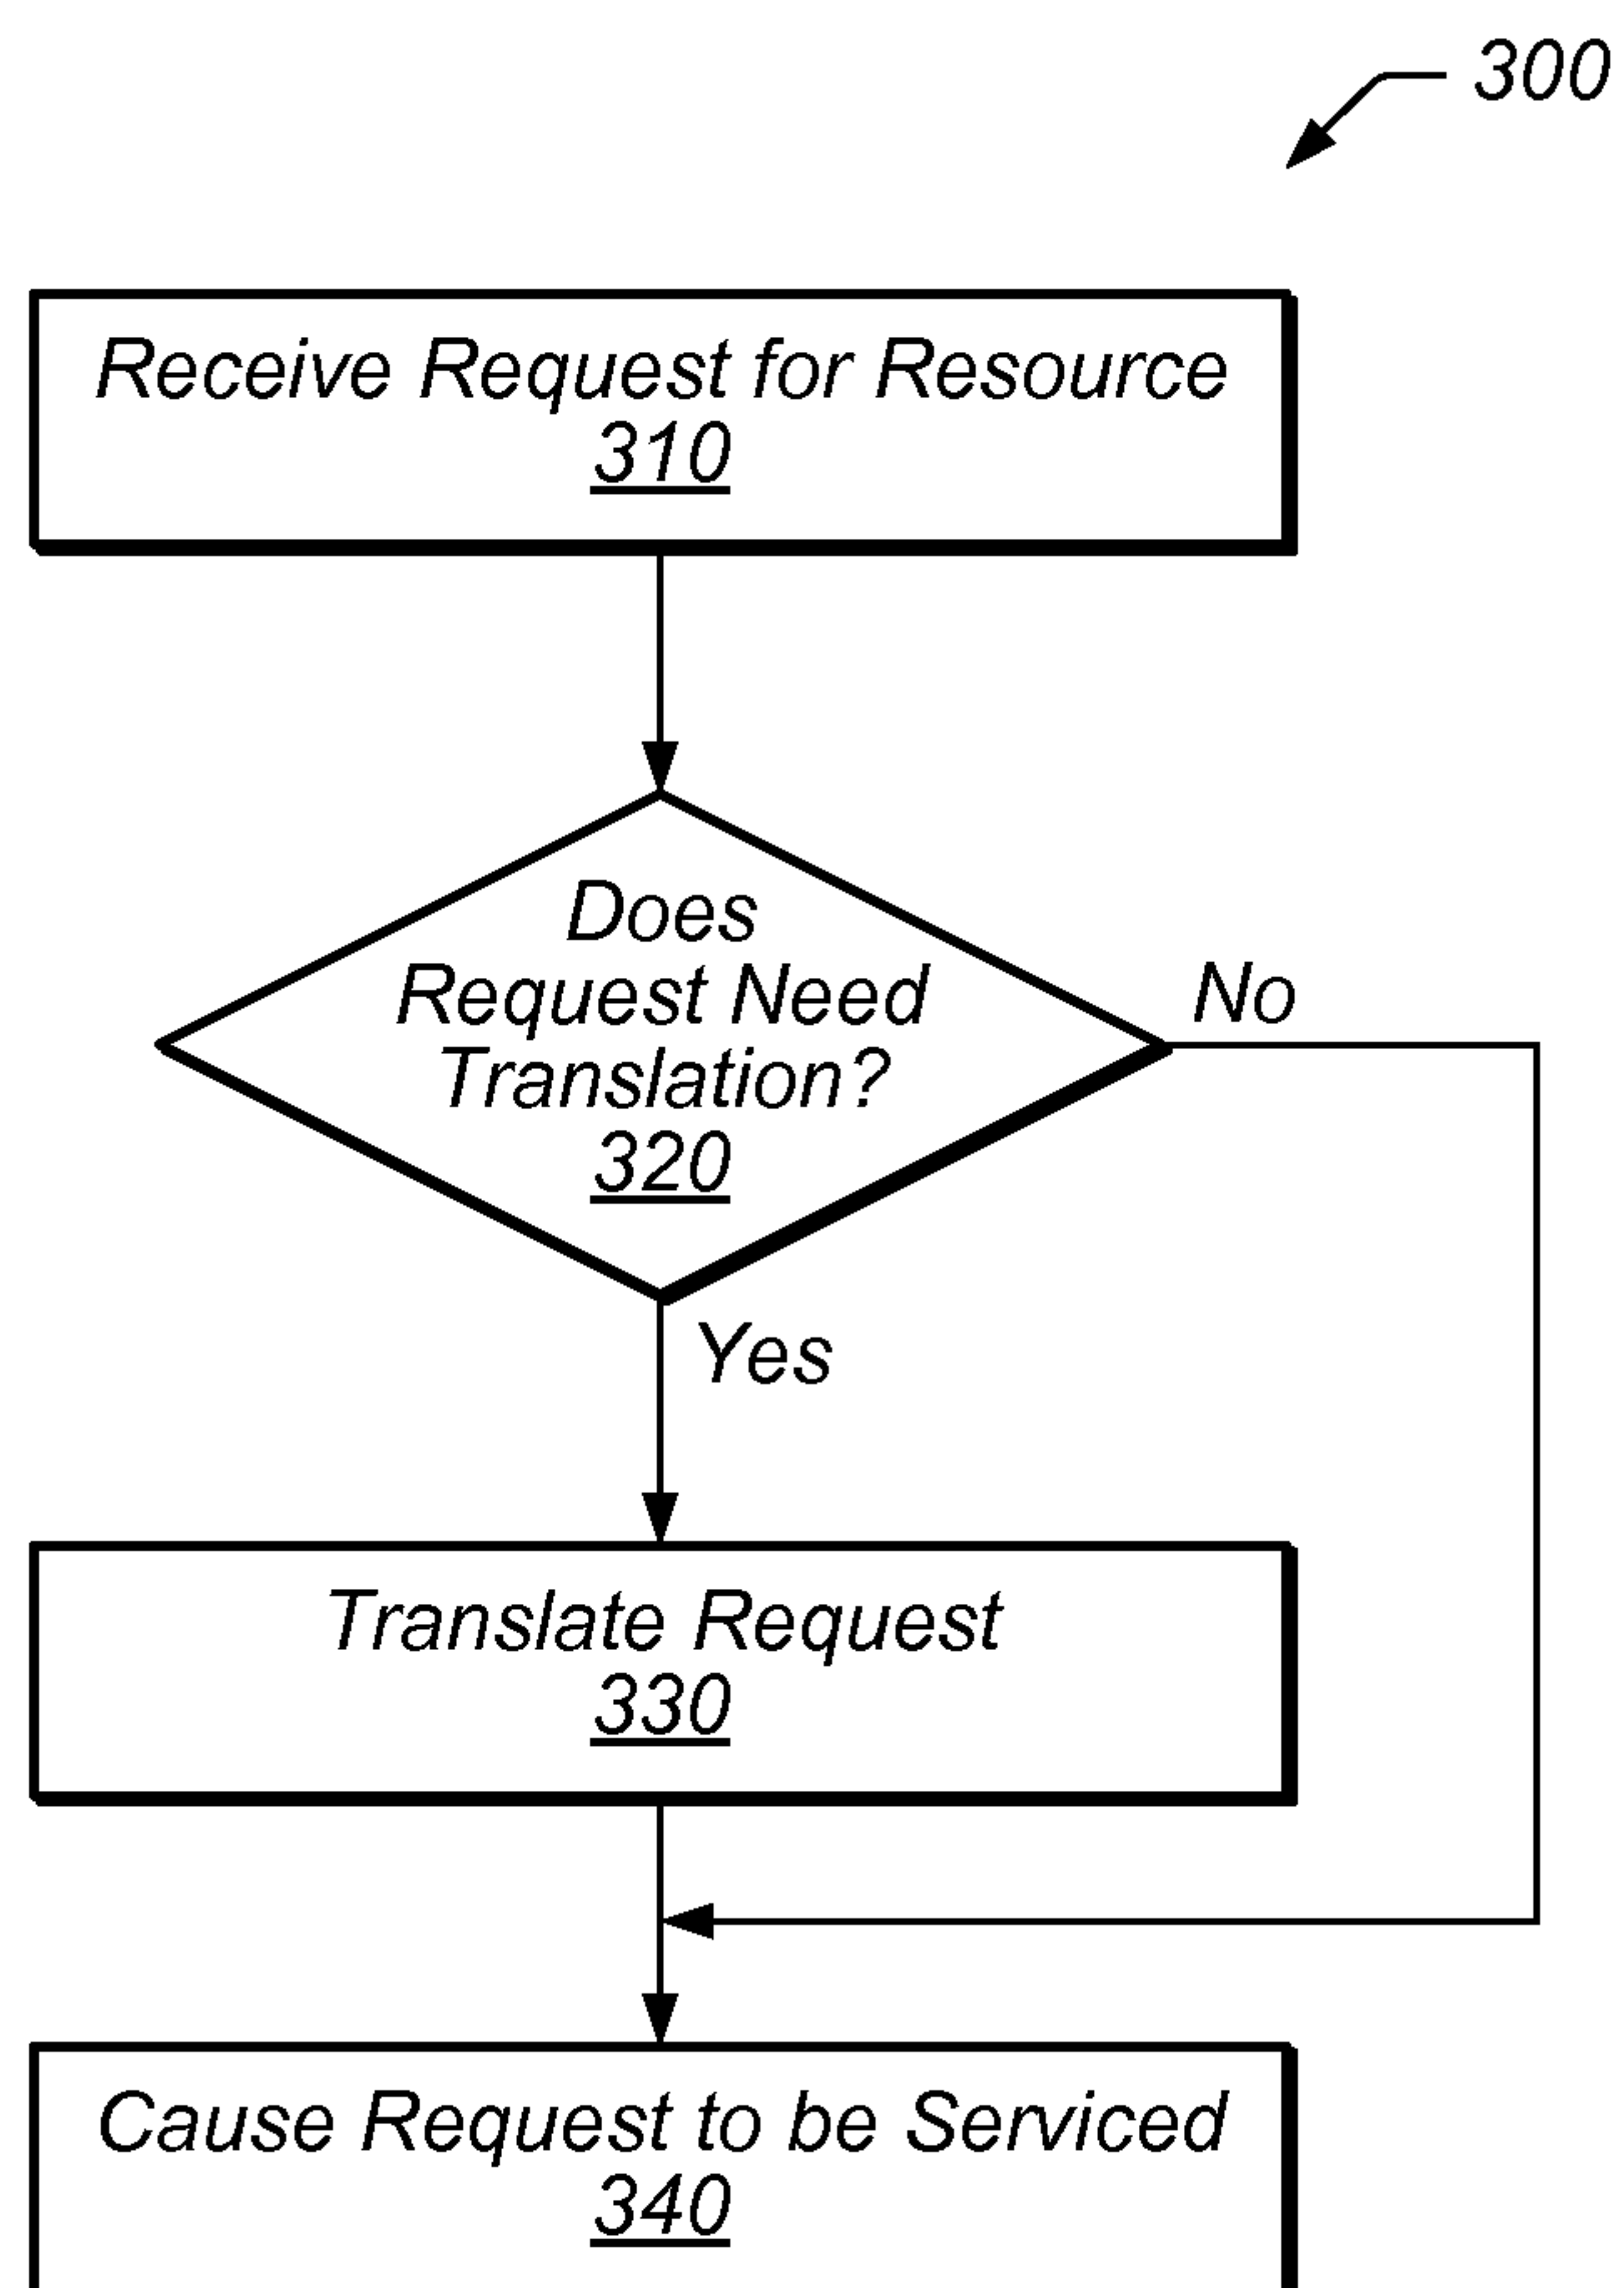 300
Receive Request for Resource
310
Does
Request Need
Translation?
320
No
Yes
Translate Request
330
Cause Request to be Serviced
340